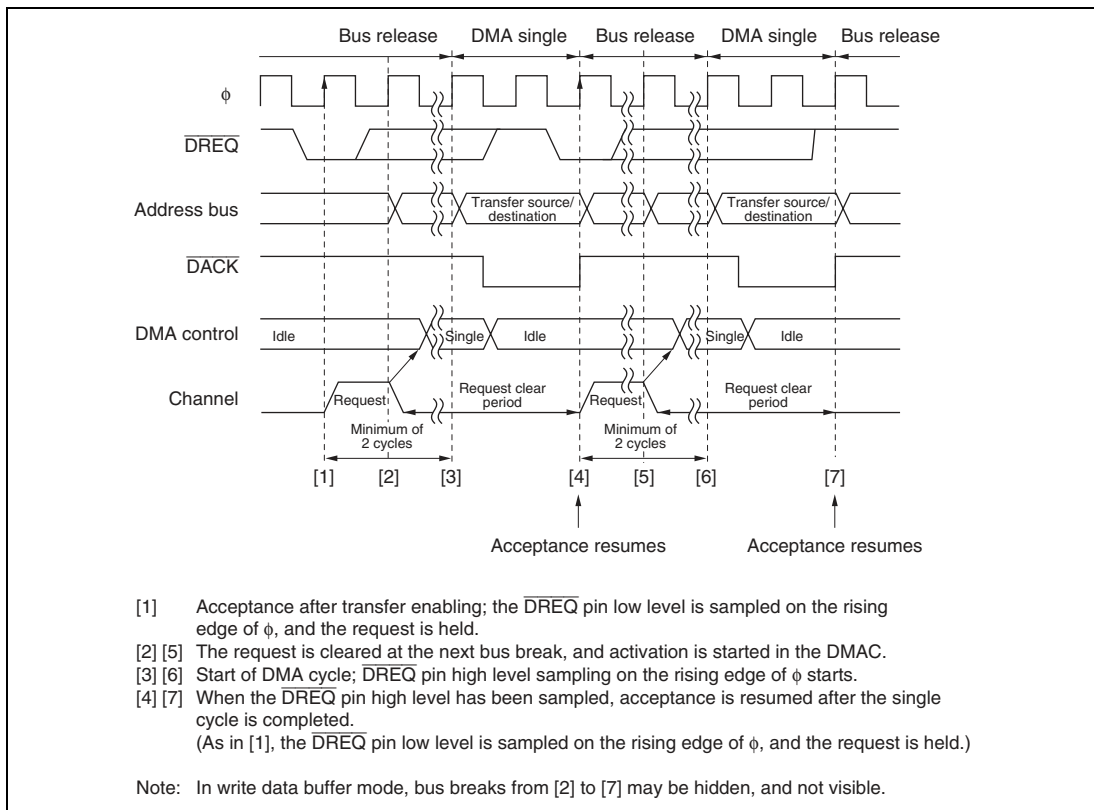 Bus release DMA single Bus release DMA single Bus release
ϕ
DREQ
Address bus
Transfer source/
destination
Transfer source/
destination
DACK
DMA control
Idle Single Idle Single Idle
Channel
Request
Request clear
period
Request
Request clear
period
Minimum of
2 cycles
Minimum of
2 cycles
[1] [2] [3] [4] [5] [6] [7]
Acceptance resumes Acceptance resumes
[1] Acceptance after transfer enabling; the DREQ pin low level is sampled on the rising
edge of ϕ, and the request is held.
[2] [5] The request is cleared at the next bus break, and activation is started in the DMAC.
[3] [6] Start of DMA cycle; DREQ pin high level sampling on the rising edge of ϕ starts.
[4] [7] When the DREQ pin high level has been sampled, acceptance is resumed after the single
cycle is completed.
(As in [1], the DREQ pin low level is sampled on the rising edge of ϕ, and the request is held.)
Note: In write data buffer mode, bus breaks from [2] to [7] may be hidden, and not visible.